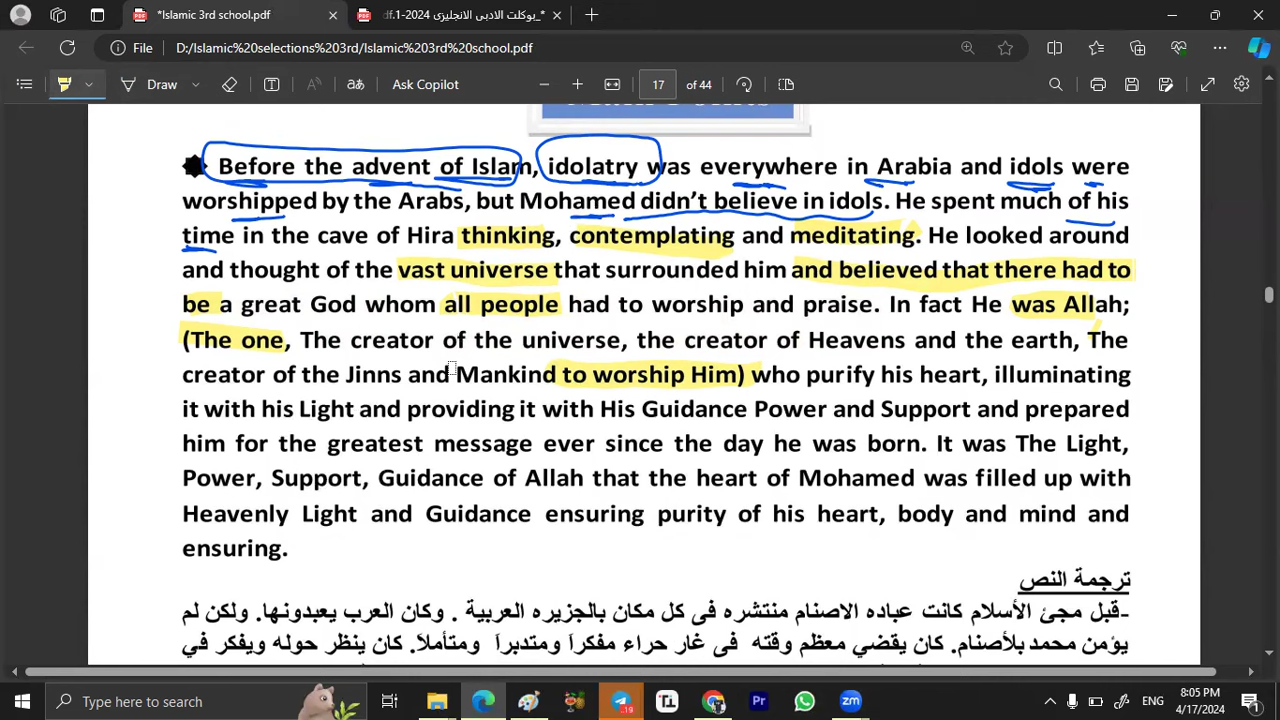 *Islamic 3rd school.pdf
df.1-2024 بوكلت الادبى الانجليزى_*
File D:/Islamic%20selections%203rd/Islamic%203rd%20school.pdf
Draw Ask Copilot 17 of 44
Before the advent of Islam, idolatry was everywhere in Arabia and idols were
worshipped by the Arabs, but Mohamed didn't believe in idols. He spent much of his
time in the cave of Hira thinking, contemplating and meditating. He looked around
and thought of the vast universe that surrounded him and believed that there had to
be a great God whom all people had to worship and praise. In fact He was Allah;
(The one, The creator of the universe, the creator of Heavens and the earth, The
creator of the Jinns and Mankind to worship Him) who purify his heart, illuminating
it with his Light and providing it with His Guidance Power and Support and prepared
him for the greatest message ever since the day he was born. It was The Light,
Power, Support, Guidance of Allah that the heart of Mohamed was filled up with
Heavenly Light and Guidance ensuring purity of his heart, body and mind and
ensuring.
ترجمة النص
-قبل مجئ الأسلام كانت عباده الاصنام منتشره فى كل مكان بالجزيره العربية . وكان العرب يعبدونها. ولكن لم
يؤمن محمد بلأصنام. كان يقضي معظم وقته فى غار حراء مفكراً ومتدبراً ومتأملاً. كان ينظر حوله ويفكر في
Type here to search
19
ENG
8:05 PM
4/17/2024